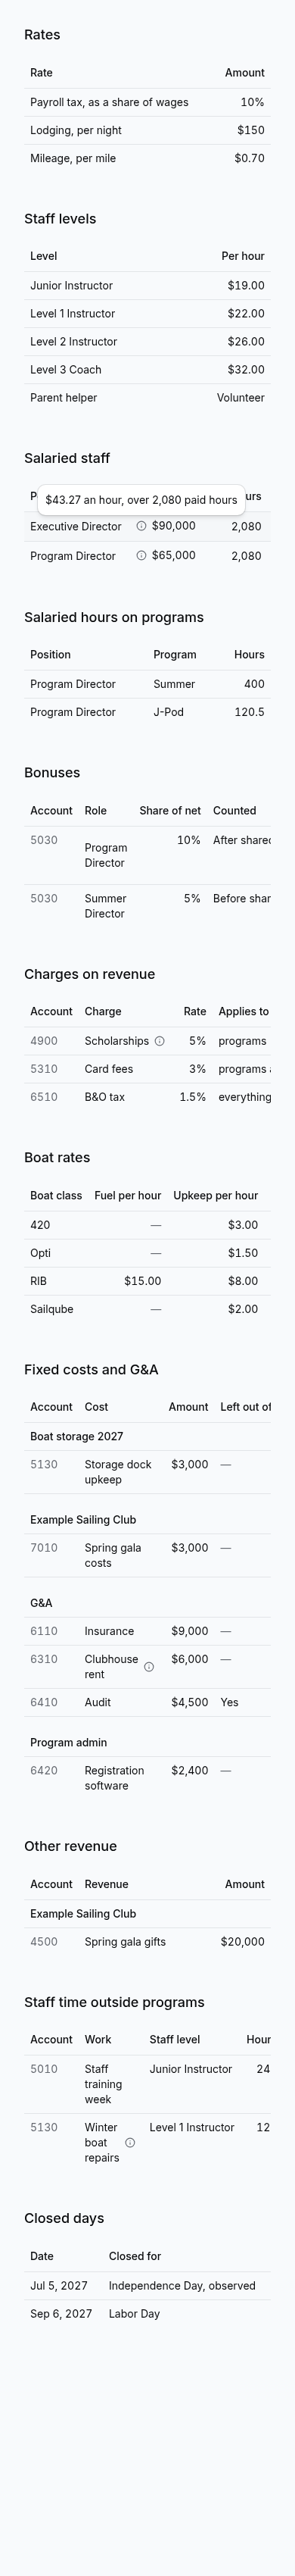 Rates
Rate Amount
Payroll tax, as a share of wages 10%
Lodging, per night $150
Mileage, per mile $0.70
Staff levels
Level Per hour
Junior Instructor $19.00
Level 1 Instructor $22.00
Level 2 Instructor $26.00
Level 3 Coach $32.00
Parent helper Volunteer
Salaried staff
$43.27 an hour, over 2,080 paid hours
Executive Director $90,000 2,080
Program Director $65,000 2,080
Salaried hours on programs
Position Program Hours
Program Director Summer 400
Program Director J-Pod 120.5
Bonuses
Account Role Share of net Counted
5030 Program Director 10% After shared
5030 Summer Director 5% Before shar
Charges on revenue
Account Charge Rate Applies to
4900 Scholarships 5% programs
5310 Card fees 3% programs
6510 B&O tax 1.5% everything
Boat rates
Boat class Fuel per hour Upkeep per hour
420 — $3.00
Opti — $1.50
RIB $15.00 $8.00
Sailqube — $2.00
Fixed costs and G&A
Account Cost Amount Left out of
Boat storage 2027
5130 Storage dock upkeep $3,000 —
Example Sailing Club
7010 Spring gala costs $3,000 —
G&A
6110 Insurance $9,000 —
6310 Clubhouse rent $6,000 —
6410 Audit $4,500 Yes
Program admin
6420 Registration software $2,400 —
Other revenue
Account Revenue Amount
Example Sailing Club
4500 Spring gala gifts $20,000
Staff time outside programs
Account Work Staff level Hour
5010 Staff training week Junior Instructor 24
5130 Winter boat repairs Level 1 Instructor 12
Closed days
Date Closed for
Jul 5, 2027 Independence Day, observed
Sep 6, 2027 Labor Day